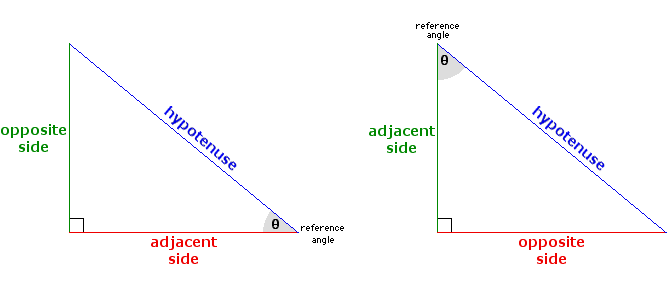 opposite
side
hypotenuse
θ
reference
angle
adjacent
side
reference
angle
θ
adjacent
side
hypotenuse
opposite
side